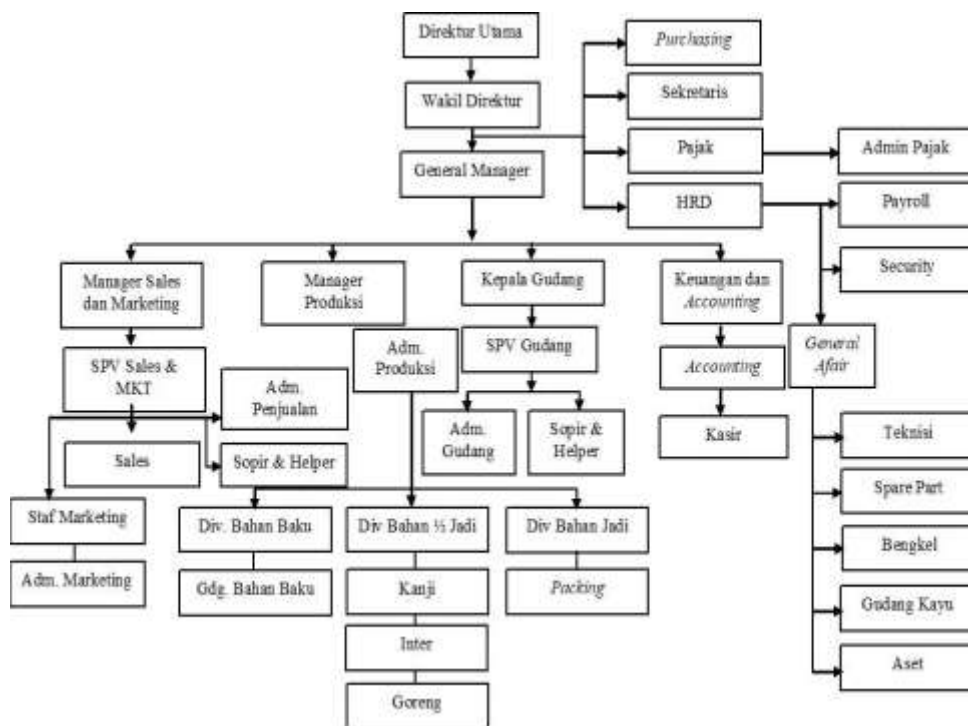 Direktur Utama
Purchasing
Wakil Direktur
Sekretaris
Pajak
Admin Pajak
General Manager
HRD
Payroll
Security
Manager Sales
dan Marketing
Manager
Produksi
Kepala Gudang
Keuangan dan
Accounting
SPV Sales &
MKT
Adm.
Produksi
SPV Gudang
Accounting
General
Afair
Adm.
Penjualan
Adm.
Gudang
Sopir &
Helper
Kasir
Teknisi
Sales
Sopir & Helper
Spare Part
Staf Marketing
Div. Bahan Baku
Div Bahan ½ Jadi
Div Bahan Jadi
Bengkel
Adm. Marketing
Gdg. Bahan Baku
Kanji
Packing
Gudang Kayu
Inter
Aset
Goreng